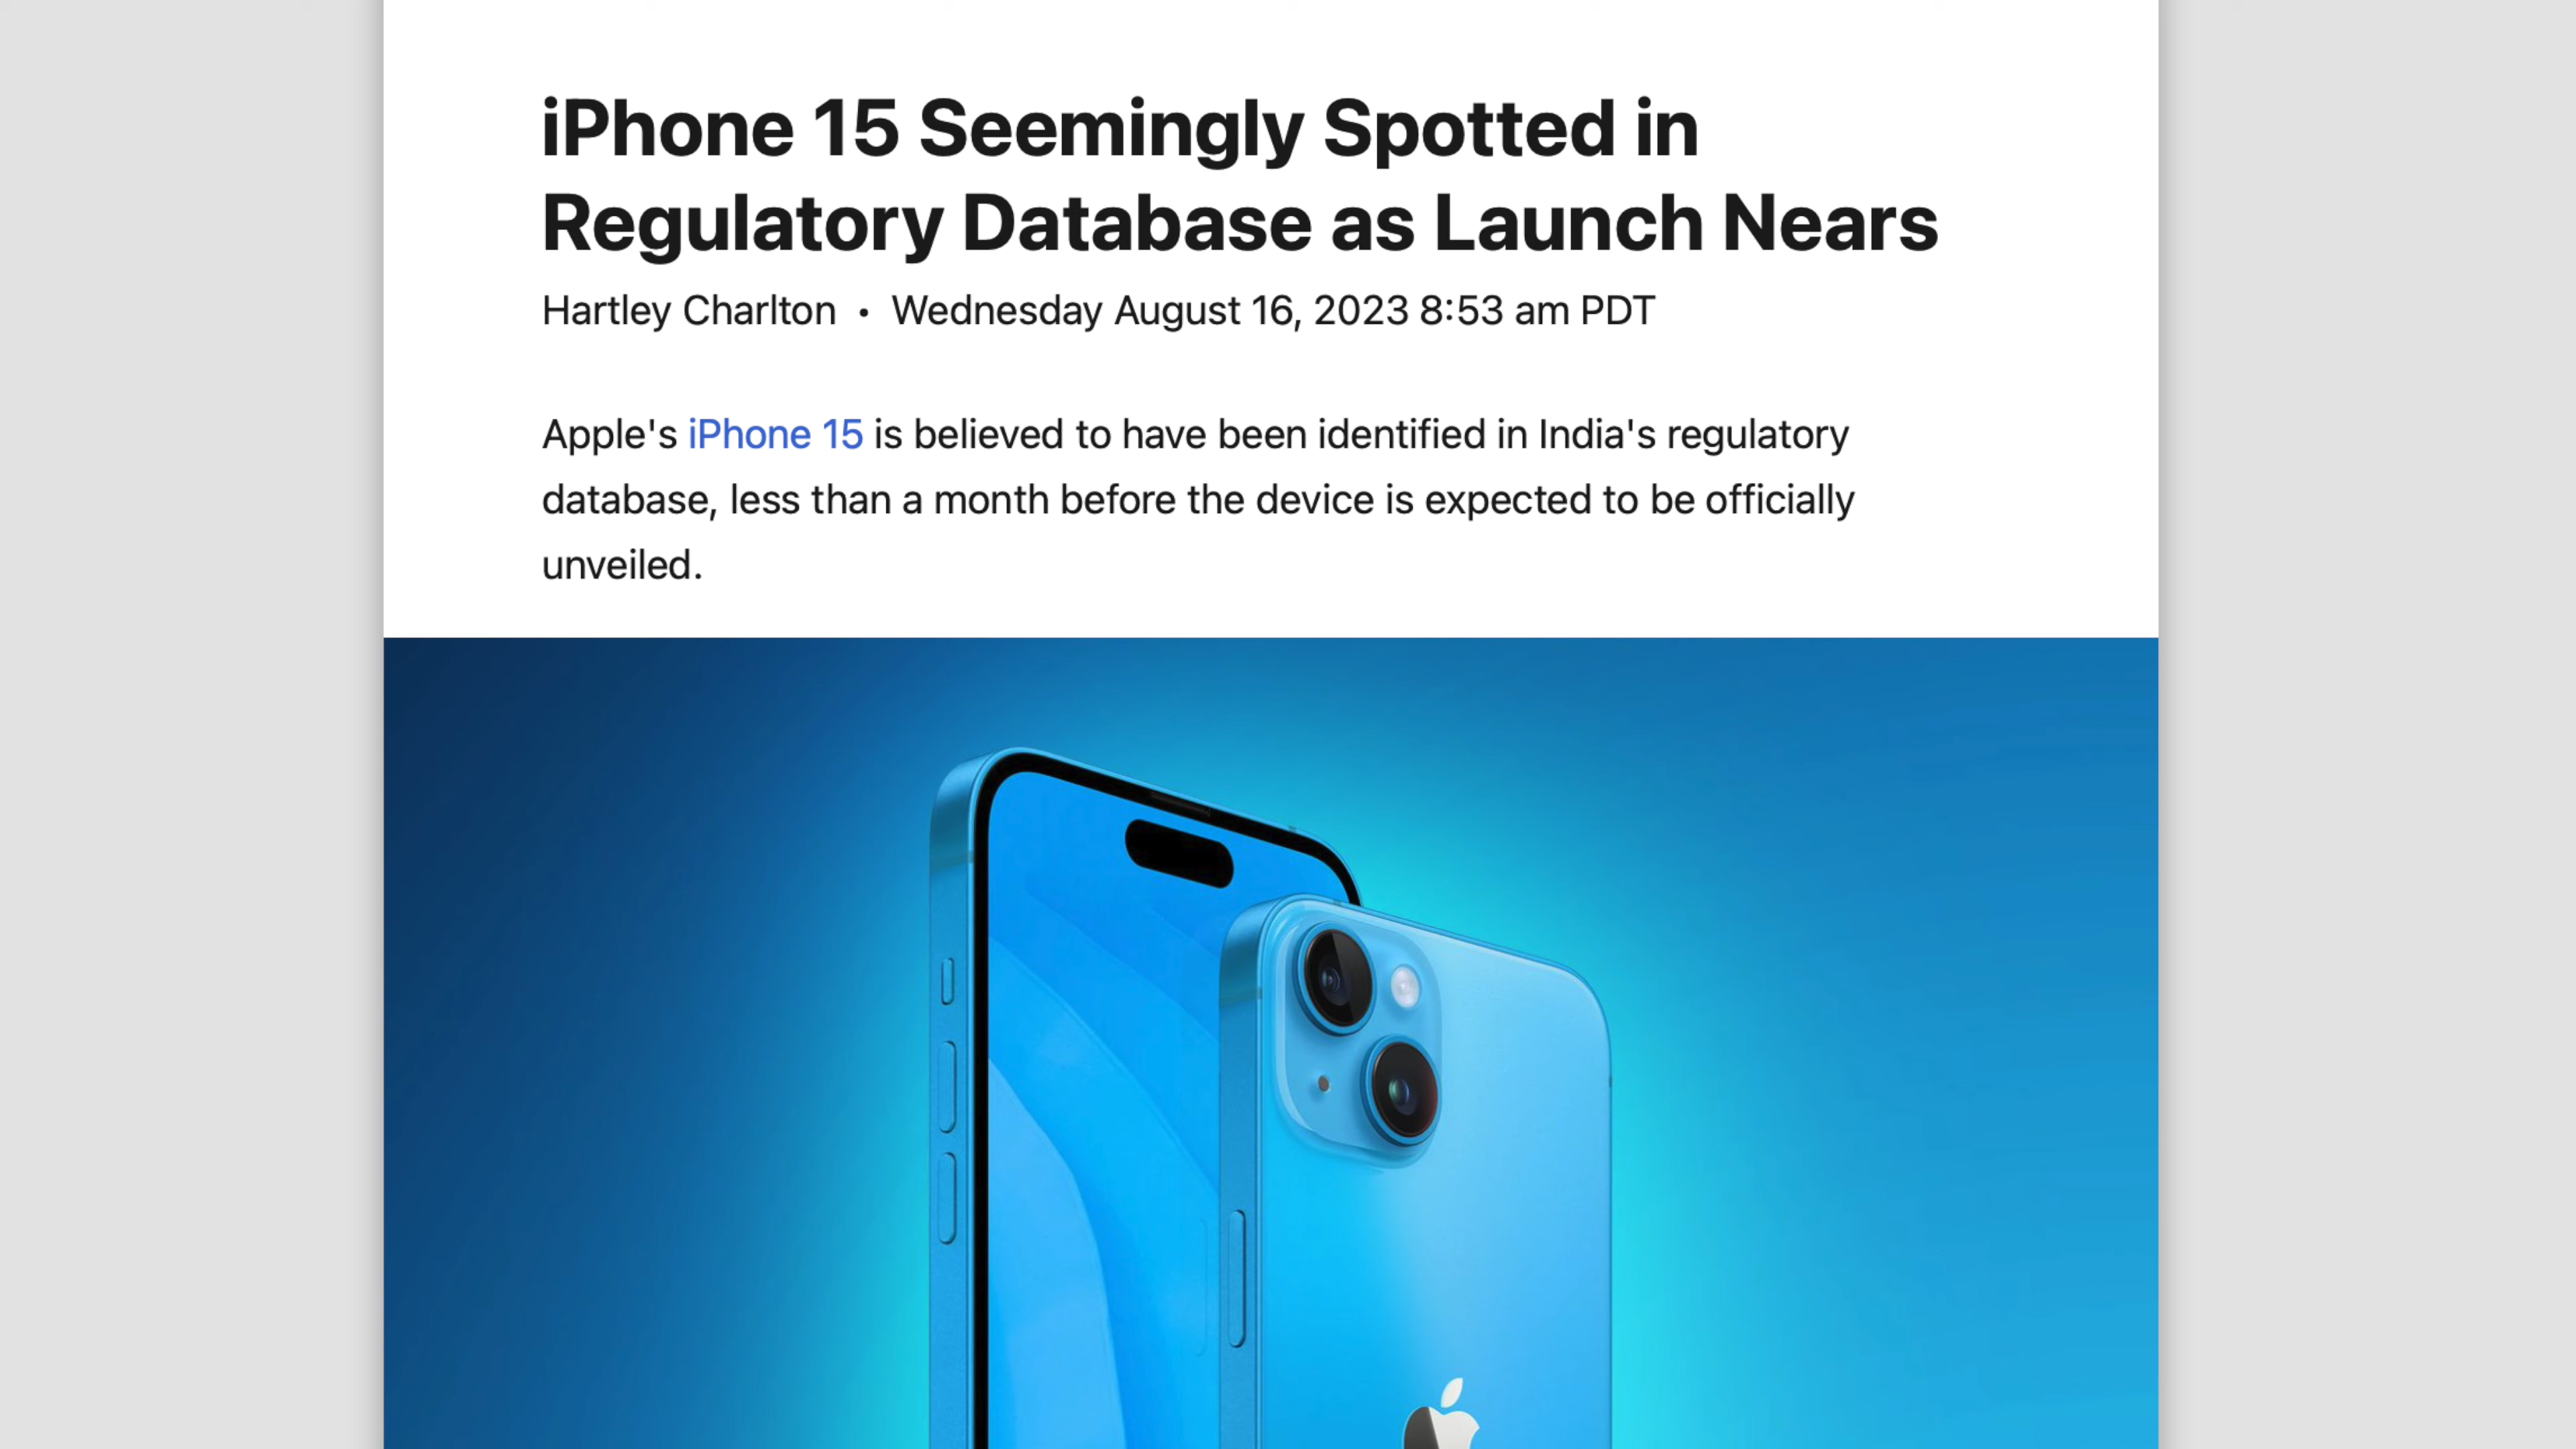 iPhone 15 Seemingly Spotted in
Regulatory Database as Launch Nears
Hartley Charlton • Wednesday August 16, 2023 8:53 am PDT
Apple's iPhone 15 is believed to have been identified in India's regulatory
database, less than a month before the device is expected to be officially
unveiled.